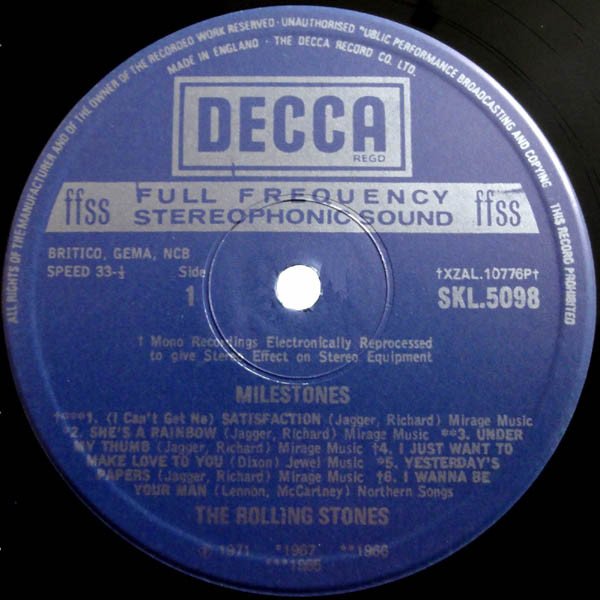 ALL RIGHTS OF THE MANUFACTURER AND OF THE OWNER OF THE RECORDED WORK RESERVED · UNAUTHORISED PUBLIC PERFORMANCE BROADCASTING AND COPYING THIS RECORD PROHIBITED
MADE IN ENGLAND · THE DECCA RECORD CO. LTD.
DECCA
REGD
ffss FULL FREQUENCY ffss
STEREOPHONIC SOUND
BRITICO, GEMA, NCB
SPEED 33-⅓ Side †XZAL.10776P†
1 SKL.5098
† Mono Recordings Electronically Reprocessed
to give Stereo Effect on Stereo Equipment
MILESTONES
†***1. (I Can't Get No) SATISFACTION (Jagger, Richard) Mirage Music
*2. SHE'S A RAINBOW (Jagger, Richard) Mirage Music **3. UNDER
MY THUMB (Jagger, Richard) Mirage Music †4. I JUST WANT TO
MAKE LOVE TO YOU (Dixon) Jewel Music *5. YESTERDAY'S
PAPERS (Jagger, Richard) Mirage Music †6. I WANNA BE
YOUR MAN (Lennon, McCartney) Northern Songs
THE ROLLING STONES
Ⓟ 1971 *1967 **1966
***1965